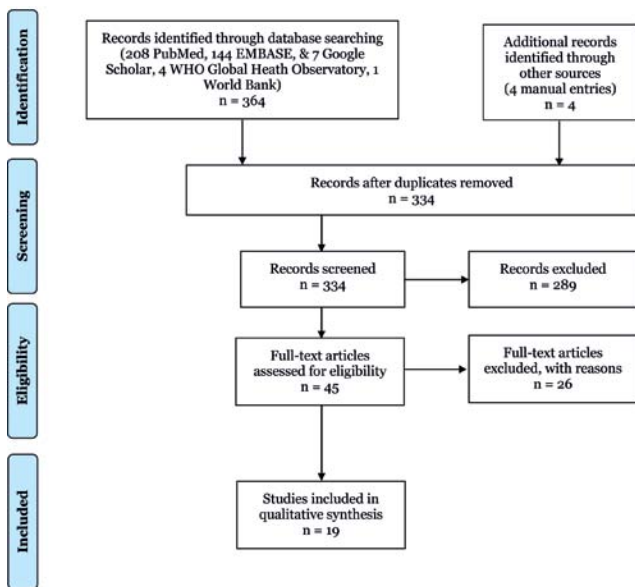 Identification
Records identified through database searching
(208 PubMed, 144 EMBASE, & 7 Google
Scholar, 4 WHO Global Heath Observatory, 1
World Bank)
n = 364
Additional records
identified through
other sources
(4 manual entries)
n = 4
Screening
Records after duplicates removed
n = 334
Records screened
n = 334
Records excluded
n = 289
Eligibility
Full-text articles
assessed for eligibility
n = 45
Full-text articles
excluded, with reasons
n = 26
Included
Studies included in
qualitative synthesis
n = 19